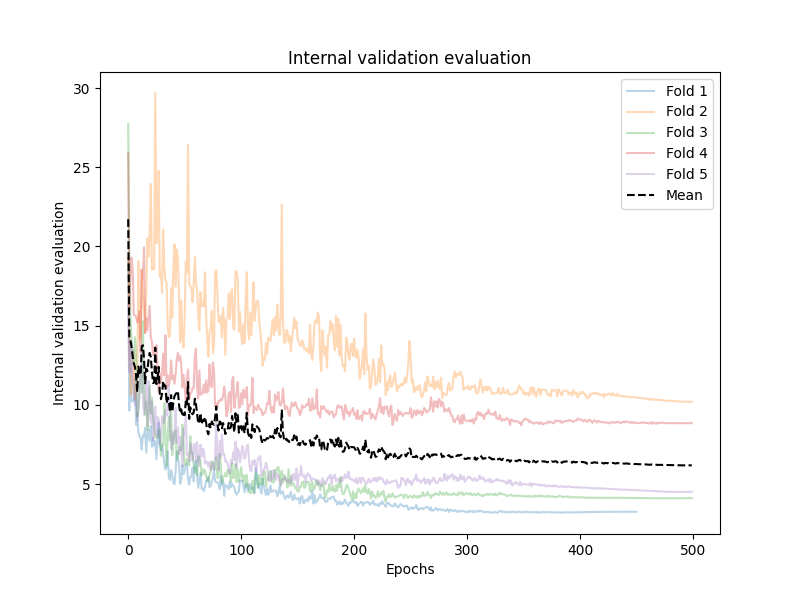 Internal validation evaluation
30
25
20
15
10
5
Internal validation evaluation
0
100
200
300
400
500
Epochs
Fold 1
Fold 2
Fold 3
Fold 4
Fold 5
Mean